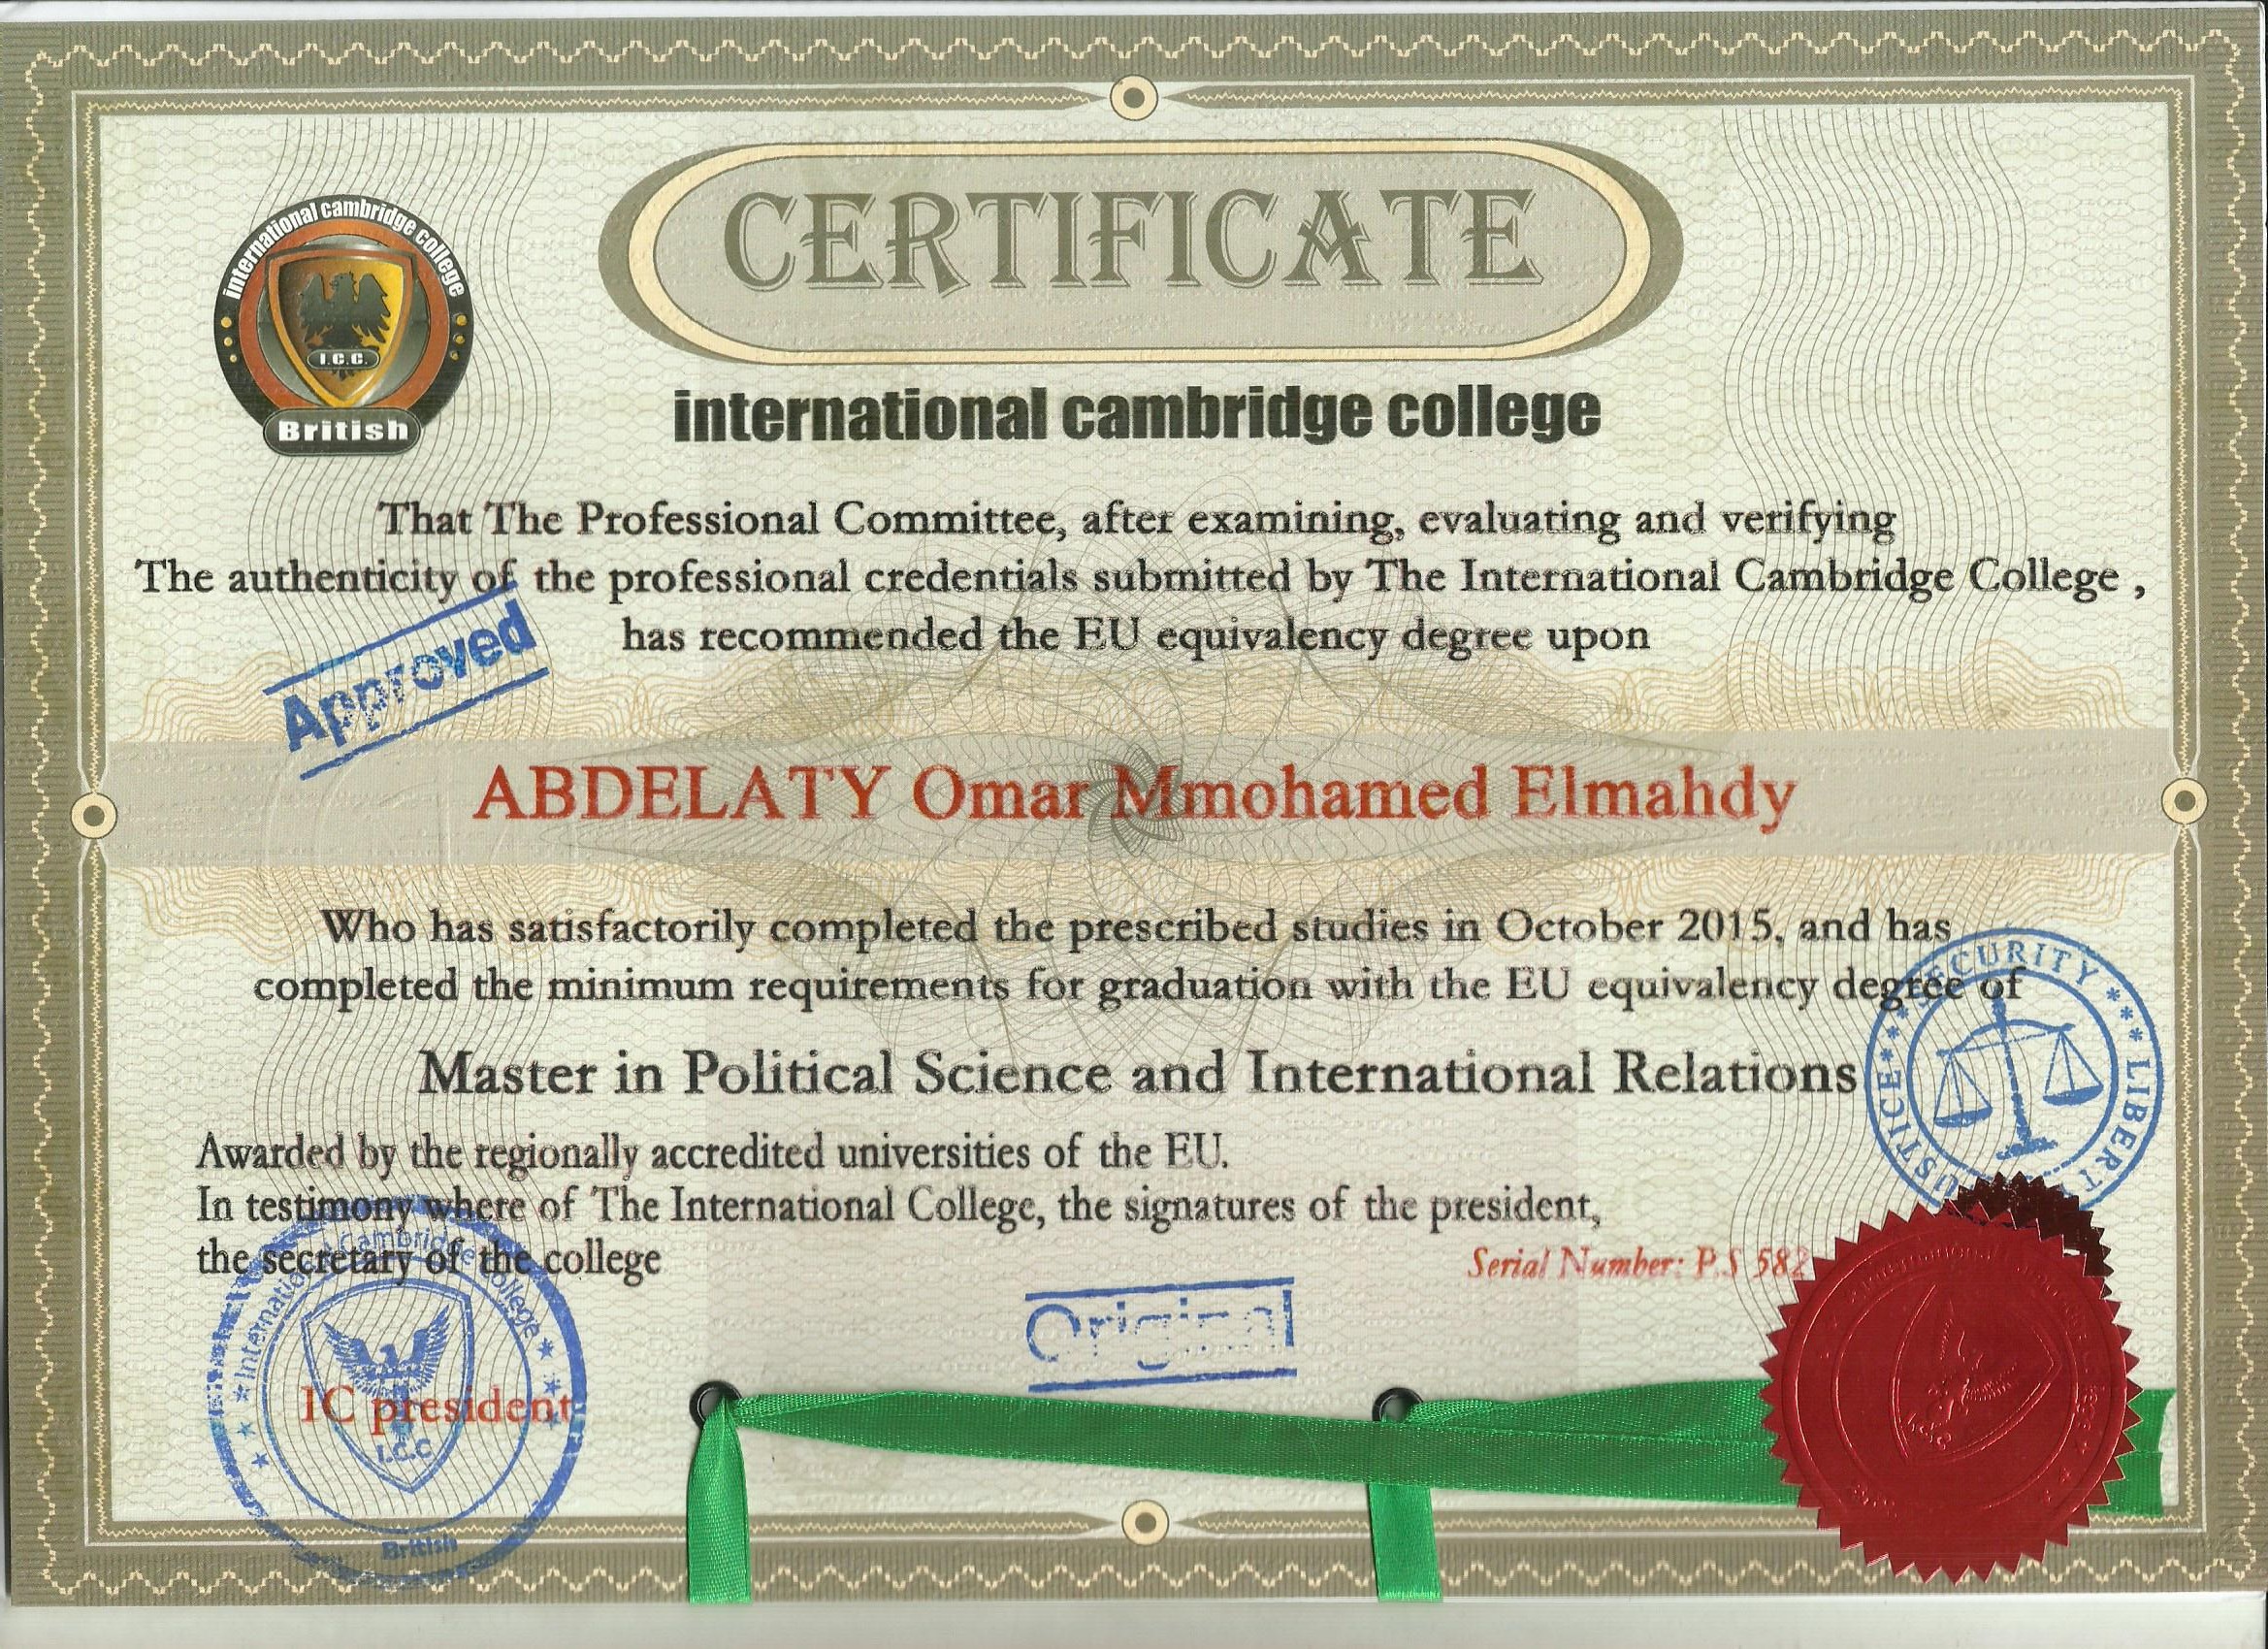 international cambridge college
I.C.C.
British
CERTIFICATE
international cambridge college
That The Professional Committee, after examining, evaluating and verifying
The authenticity of the professional credentials submitted by The International Cambridge College ,
has recommended the EU equivalency degree upon
Approved
ABDELATY Omar Mmohamed Elmahdy
Who has satisfactorily completed the prescribed studies in October 2015, and has
completed the minimum requirements for graduation with the EU equivalency degree of
Master in Political Science and International Relations
SECURITY *** LIBERT
USTICE
Awarded by the regionally accredited universities of the EU.
In testimony where of The International College, the signatures of the president,
the secretary of the college
Serial Number: P.S 582
International Cambridge College
I.C.C
British
IC president
Original